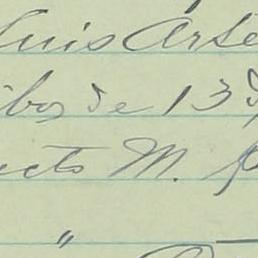 Luis Arse
ibos de 13
ecto M.
"